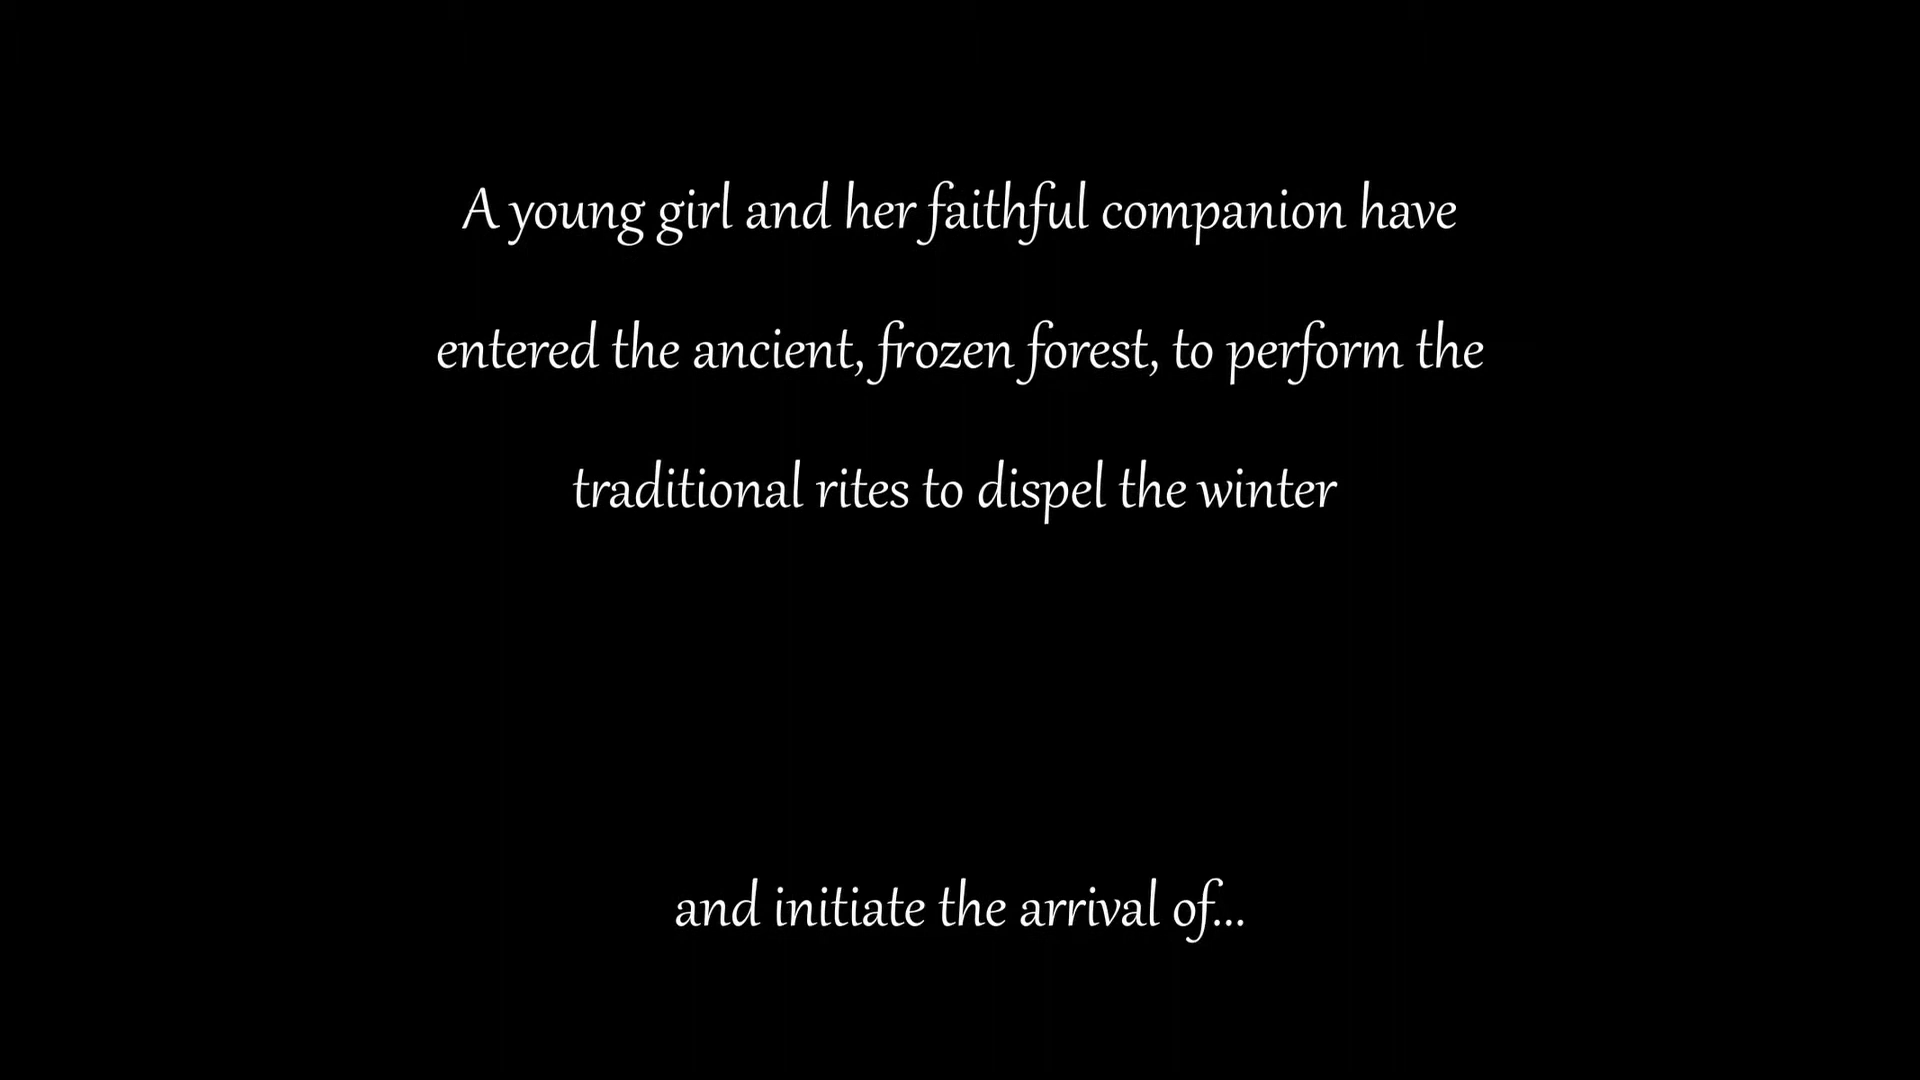 A young girl and her faithful companion have
entered the ancient, frozen forest, to perform the
traditional rites to dispel the winter
and initiate the arrival of...